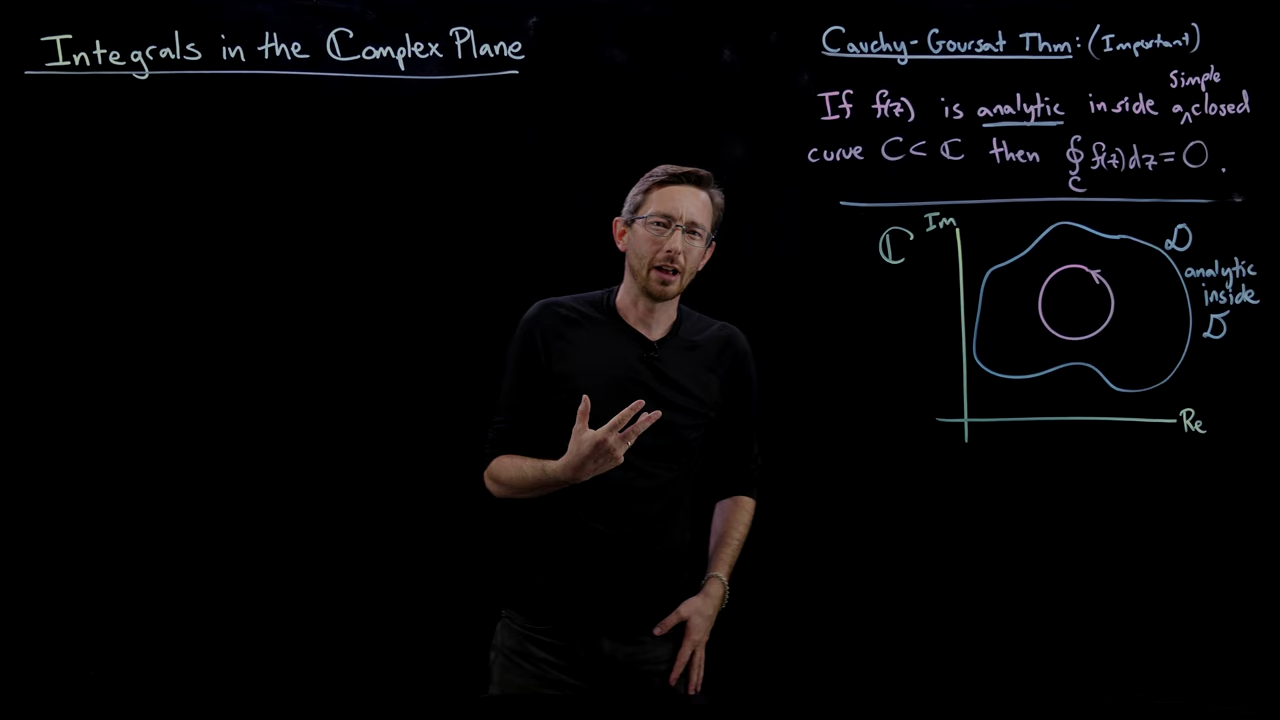 Integrals in the ℂomplex Plane
Cauchy-Goursat Thm: (Important)
simple
If f(z) is analytic inside a ^ closed
curve C < ℂ then ∮ f(z)dz = 0.
C
ℂ
Im
D
analytic
inside
D
Re